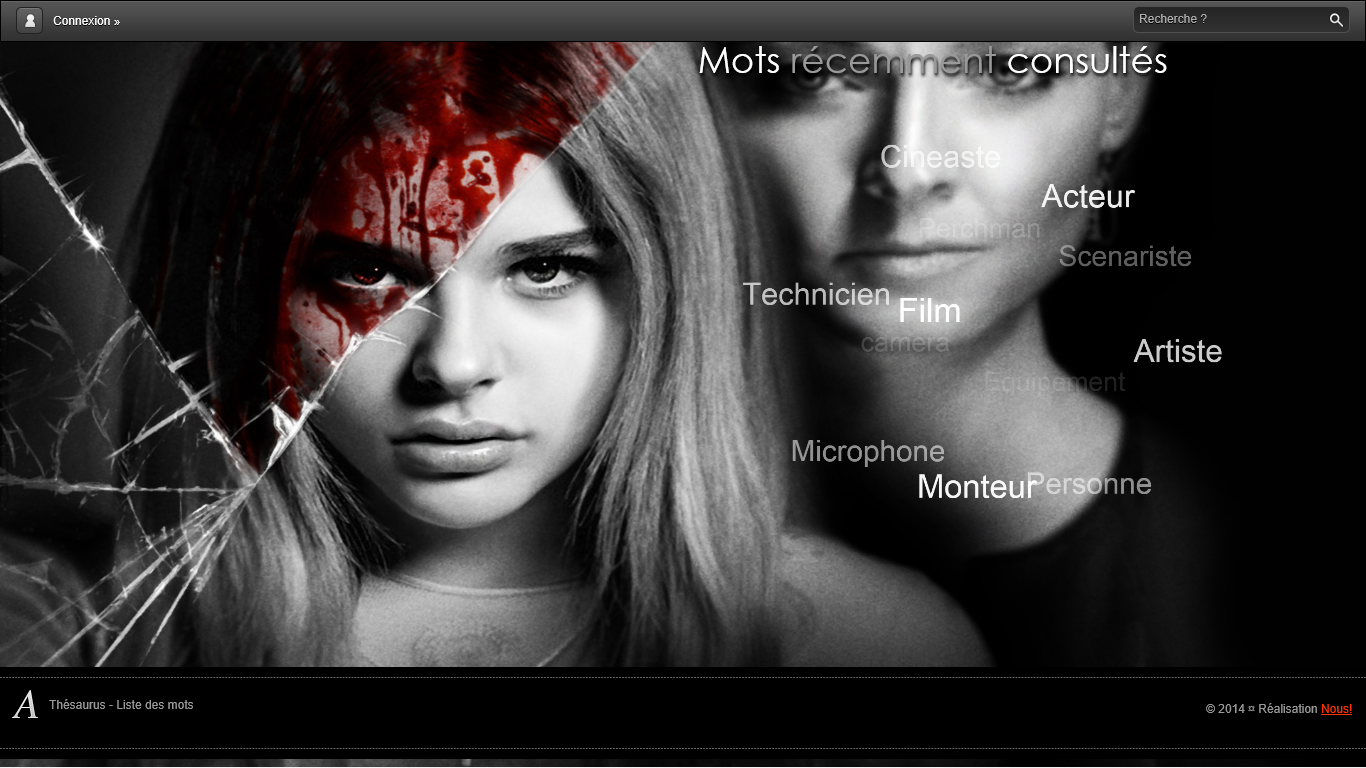 Connexion »
Recherche ?
Mots récemment consultés
Cineaste
Acteur
Perchman
Scenariste
Technicien
Film
camera
Artiste
Equipement
Microphone
Monteur
Personne
A
Thésaurus - Liste des mots
© 2014 ¤ Réalisation Nous!